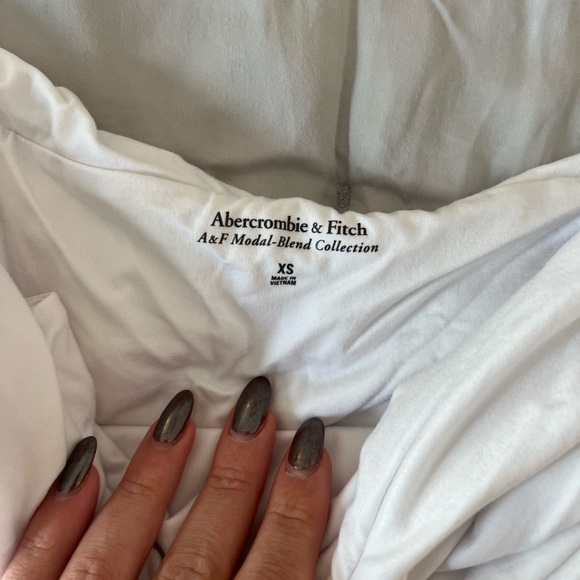 Abercrombie & Fitch
A&F Modal-Blend Collection
XS
MADE IN
VIETNAM